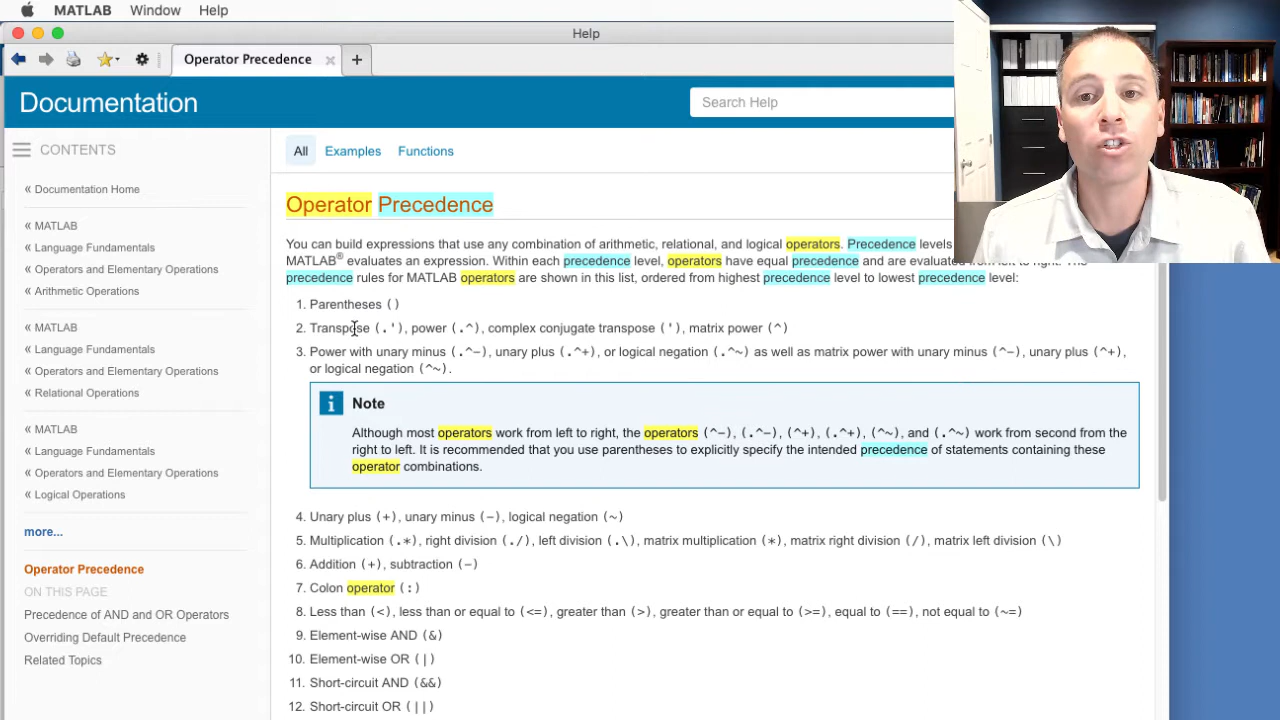 MATLAB Window Help
Help
Operator Precedence
Documentation
Search Help
CONTENTS
« Documentation Home
« MATLAB
« Language Fundamentals
« Operators and Elementary Operations
« Arithmetic Operations
« MATLAB
« Language Fundamentals
« Operators and Elementary Operations
« Relational Operations
« MATLAB
« Language Fundamentals
« Operators and Elementary Operations
« Logical Operations
more...
Operator Precedence
ON THIS PAGE
Precedence of AND and OR Operators
Overriding Default Precedence
Related Topics
All Examples Functions
Operator Precedence
You can build expressions that use any combination of arithmetic, relational, and logical operators. Precedence levels
MATLAB® evaluates an expression. Within each precedence level, operators have equal precedence and are evaluated from left to right. The
precedence rules for MATLAB operators are shown in this list, ordered from highest precedence level to lowest precedence level:
1. Parentheses ()
2. Transpose (.'), power (.^), complex conjugate transpose ('), matrix power (^)
3. Power with unary minus (.^-), unary plus (.^+), or logical negation (.^~) as well as matrix power with unary minus (^-), unary plus (^+),
or logical negation (^~).
Note
Although most operators work from left to right, the operators (^-), (.^-), (^+), (.^+), (^~), and (.^~) work from second from the
right to left. It is recommended that you use parentheses to explicitly specify the intended precedence of statements containing these
operator combinations.
4. Unary plus (+), unary minus (-), logical negation (~)
5. Multiplication (.*), right division (./), left division (.\), matrix multiplication (*), matrix right division (/), matrix left division (\)
6. Addition (+), subtraction (-)
7. Colon operator (:)
8. Less than (<), less than or equal to (<=), greater than (>), greater than or equal to (>=), equal to (==), not equal to (~=)
9. Element-wise AND (&)
10. Element-wise OR (|)
11. Short-circuit AND (&&)
12. Short-circuit OR (||)